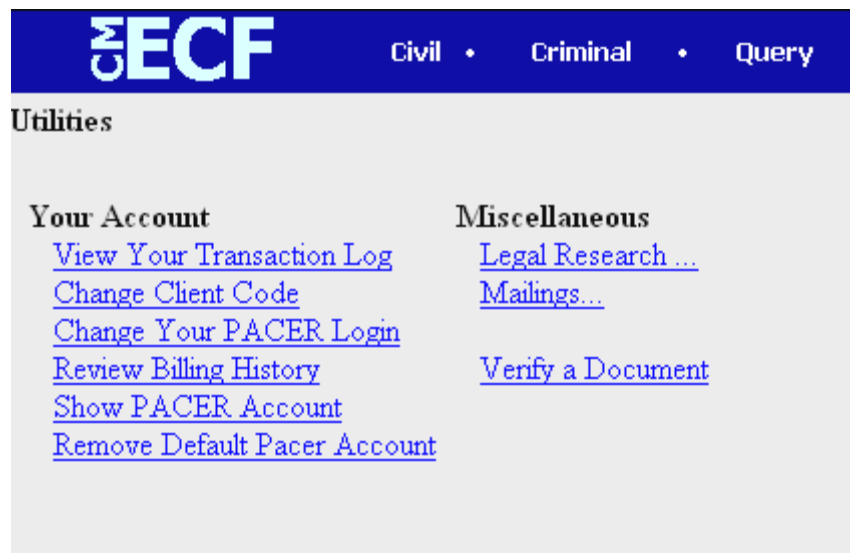 CM ECF Civil • Criminal • Query
Utilities
Your Account
View Your Transaction Log
Change Client Code
Change Your PACER Login
Review Billing History
Show PACER Account
Remove Default Pacer Account
Miscellaneous
Legal Research ...
Mailings...
Verify a Document